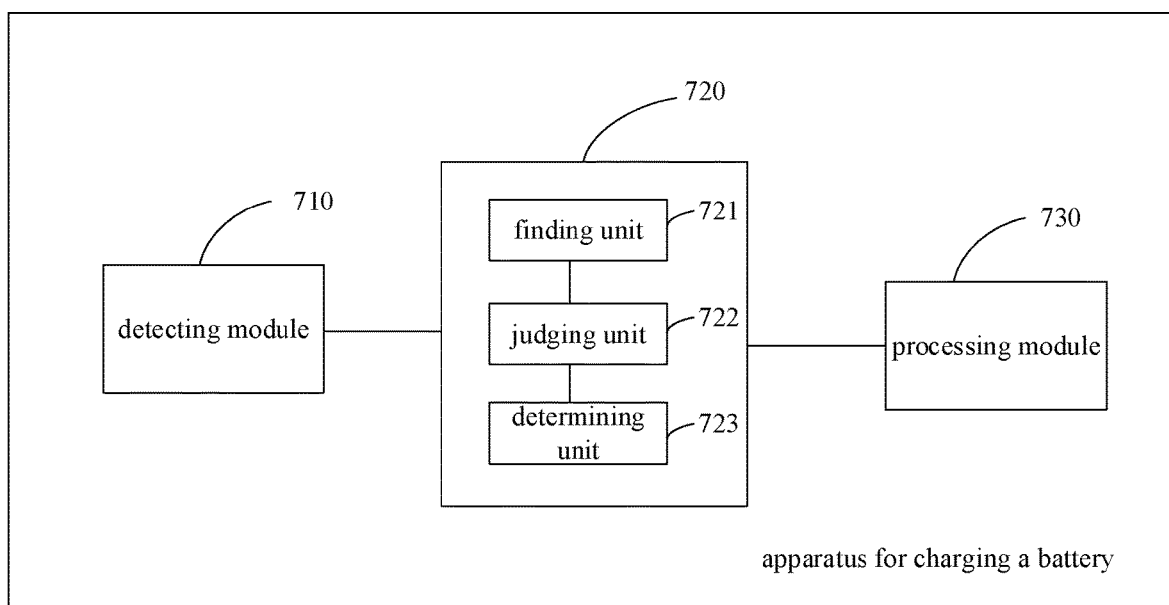 720
710
721
finding unit
730
detecting module
722
judging unit
processing module
723
determining
unit
apparatus for charging a battery